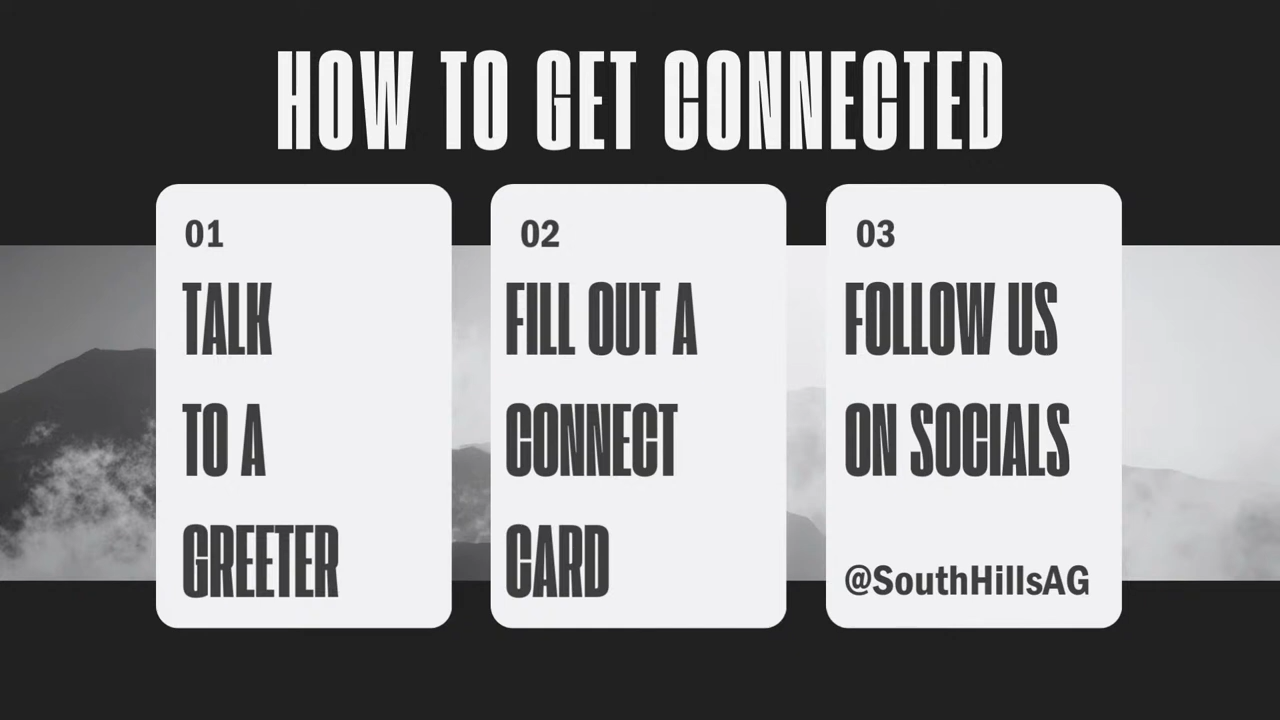 HOW TO GET CONNECTED
01
TALK
TO A
GREETER
02
FILL OUT A
CONNECT
CARD
03
FOLLOW US
ON SOCIALS
@SouthHillsAG